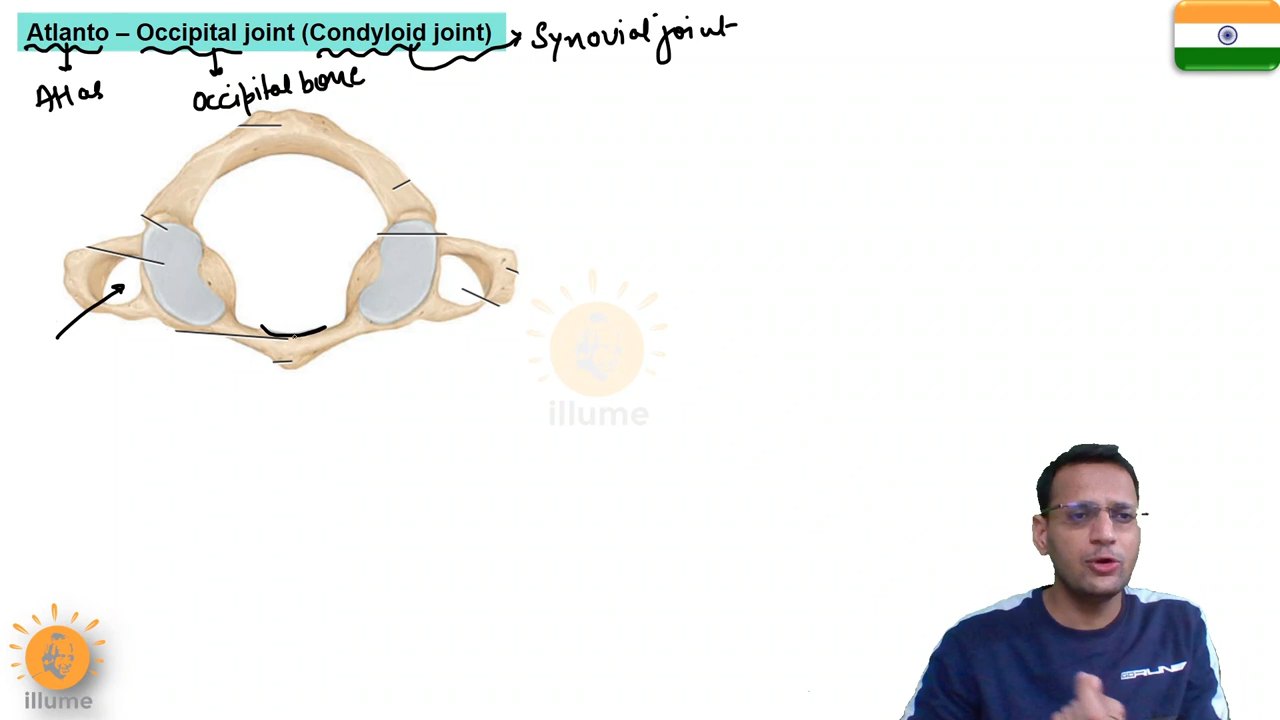 Atlanto – Occipital joint (Condyloid joint)
Synovial joint
Atlas
Occipital bone
illume
illume